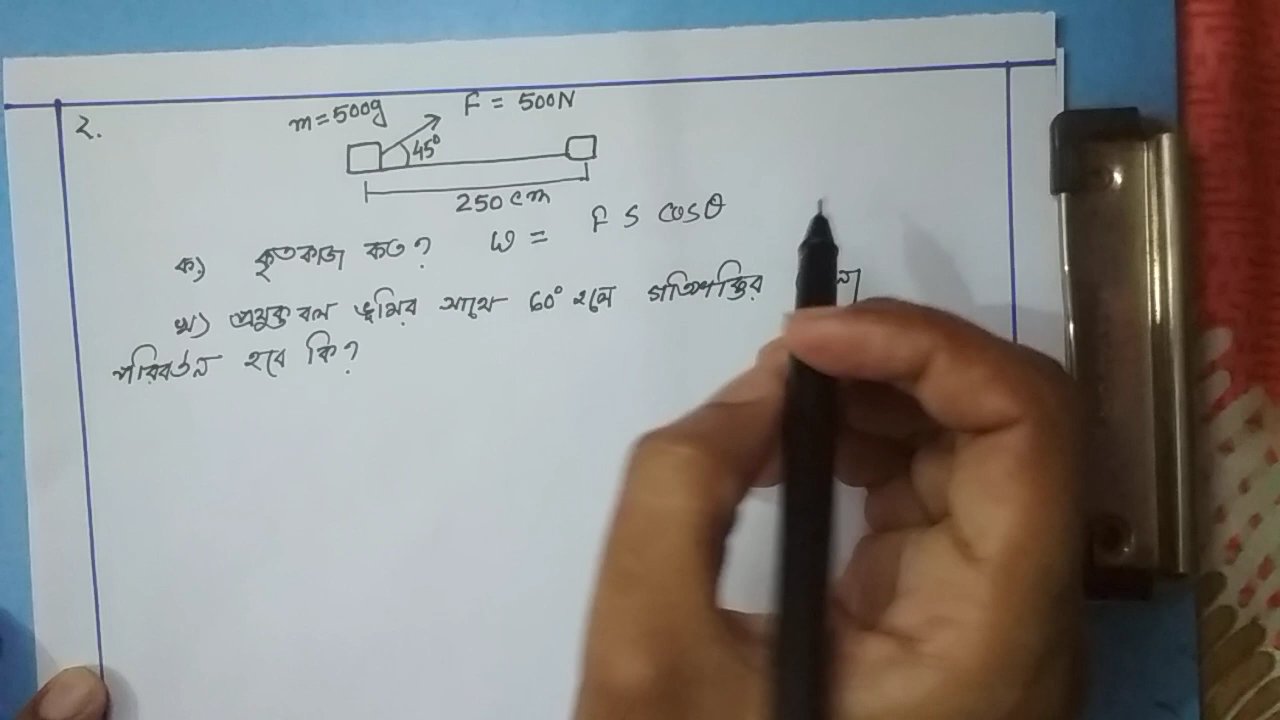 ২.
m=500g F = 500N
45°
250 cm
ক) কৃতকাজ কত? W = F S cosθ
খ) প্রযুক্ত বল ভূমির সাথে 60° হলে গতিশক্তির
পরিবর্তন হবে কি?